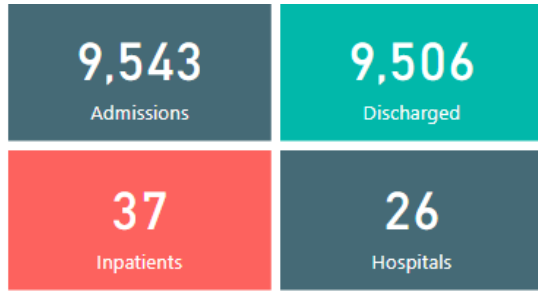 9,543
Admissions
9,506
Discharged
37
Inpatients
26
Hospitals